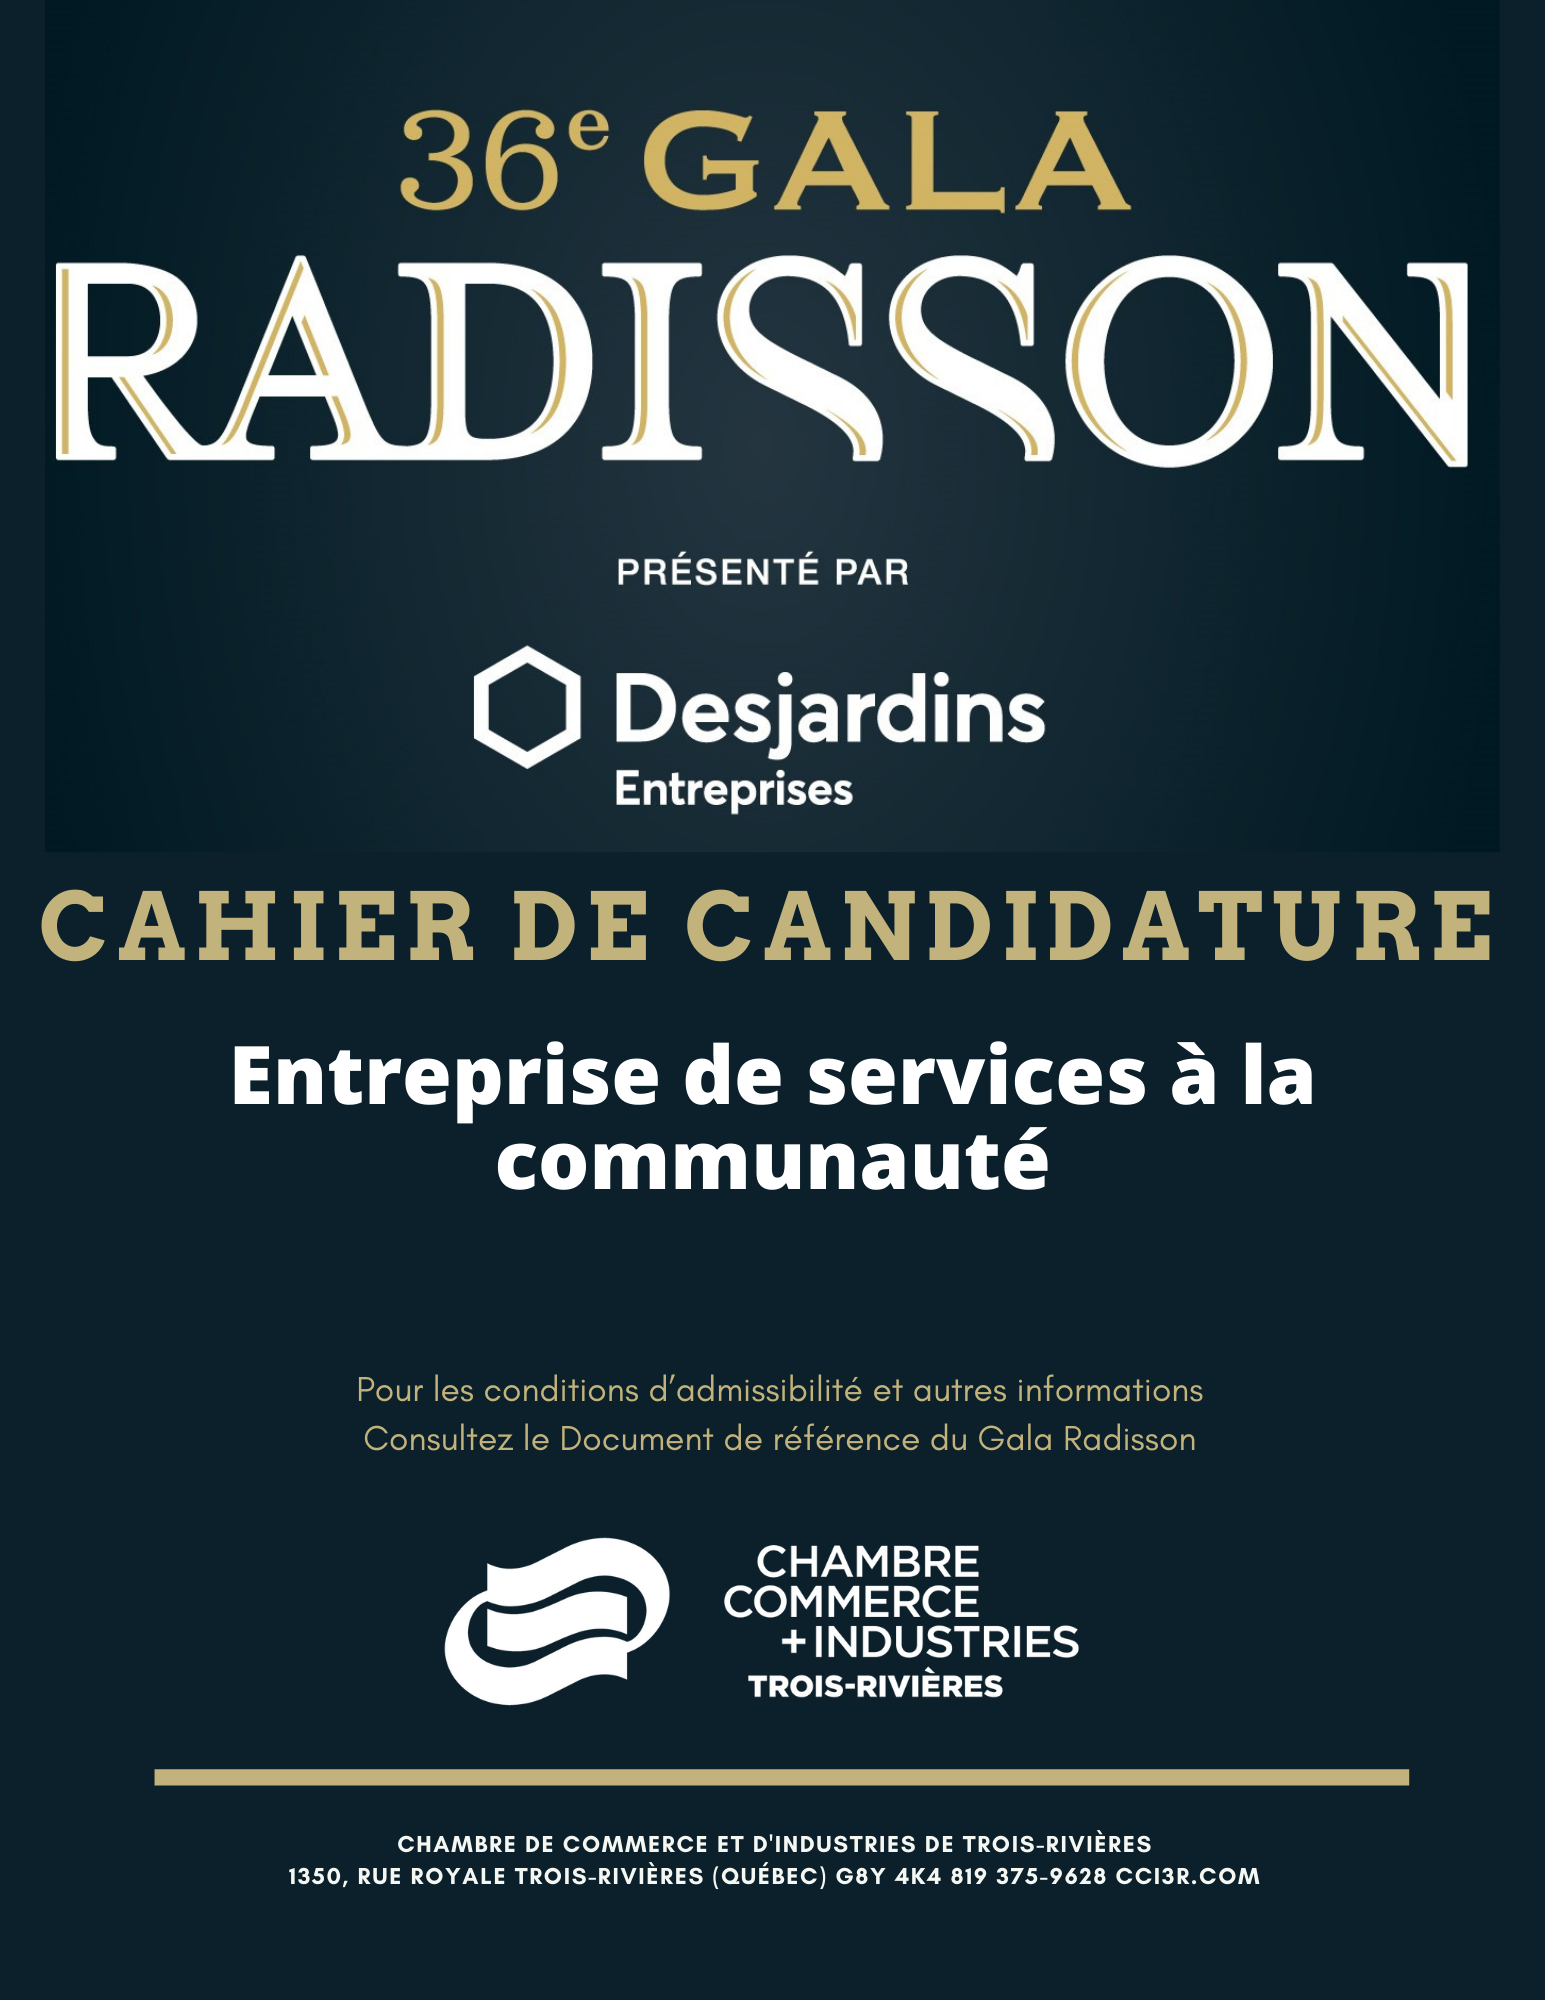 36e GALA
RADISSON
PRÉSENTÉ PAR
Desjardins
Entreprises
CAHIER DE CANDIDATURE
Entreprise de services à la
communauté
Pour les conditions d’admissibilité et autres informations
Consultez le Document de référence du Gala Radisson
CHAMBRE
COMMERCE
+INDUSTRIES
TROIS-RIVIÈRES
CHAMBRE DE COMMERCE ET D'INDUSTRIES DE TROIS-RIVIÈRES
1350, RUE ROYALE TROIS-RIVIÈRES (QUÉBEC) G8Y 4K4 819 375-9628 CCI3R.COM